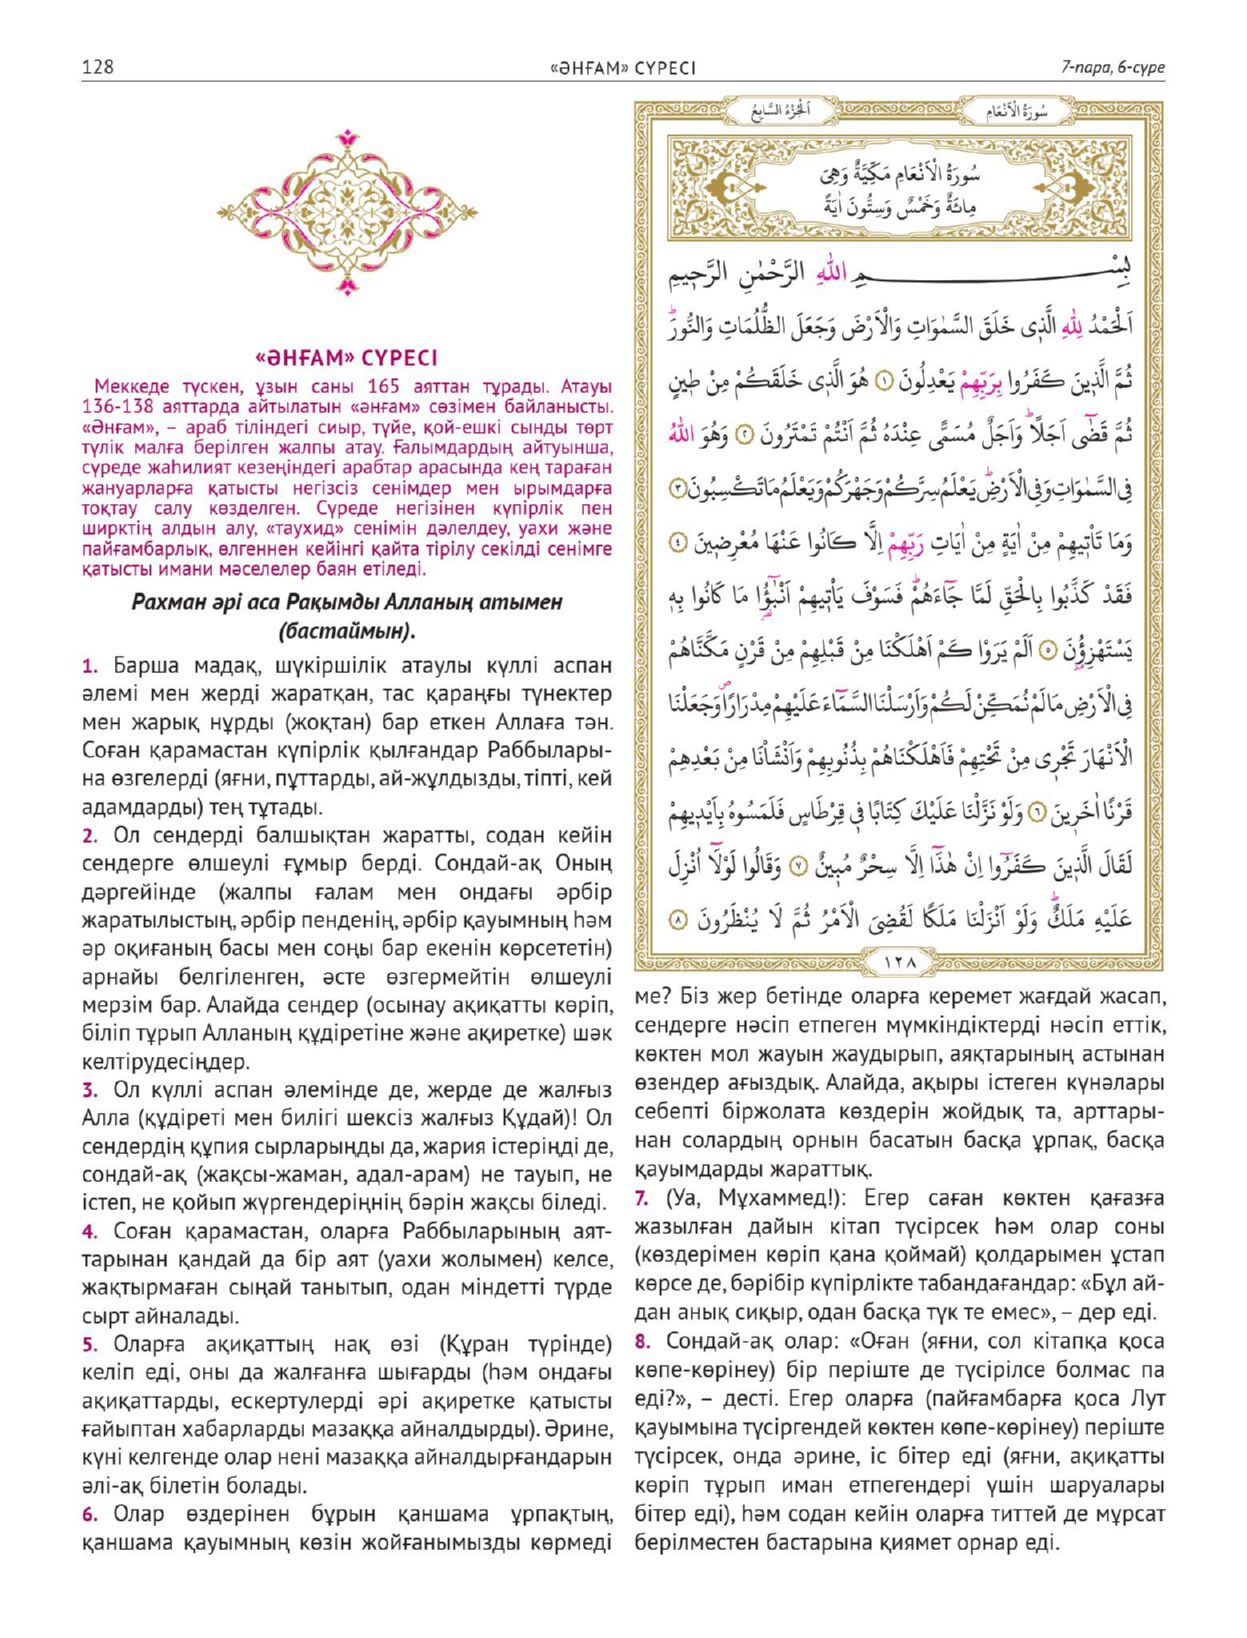 128
«ӘНҒАМ» СҮРЕСІ
7-пара, 6-сүре
«ӘНҒАМ» СҮРЕСІ
Меккеде түскен, ұзын саны 165 аяттан тұрады. Атауы
136-138 аяттарда айтылатын «әнғам» сөзімен байланысты.
«Әнғам», – араб тіліндегі сиыр, түйе, қой-ешкі сынды төрт
түлік малға берілген жалпы атау. Ғалымдардың айтуынша,
сүреде жаһилият кезеңіндегі арабтар арасында кең тараған
жануарларға қатысты негізсіз сенімдер мен ырымдарға
тоқтау салу көзделген. Сүреде негізінен күпірлік пен
ширктің алдын алу, «таухид» сенімін дәлелдеу, уахи және
пайғамбарлық, өлгеннен кейінгі қайта тірілу секілді сенімге
қатысты имани мәселелер баян етіледі.
Рахман әрі аса Рақымды Алланың атымен
(бастаймын).
1. Барша мадақ, шүкіршілік атаулы күллі аспан
әлемі мен жерді жаратқан, тас қараңғы түнектер
мен жарық нұрды (жоқтан) бар еткен Аллаға тән.
Соған қарамастан күпірлік қылғандар Раббылары-
на өзгелерді (яғни, пұттарды, ай-жұлдызды, тіпті, кей
адамдарды) тең тұтады.
2. Ол сендерді балшықтан жаратты, содан кейін
сендерге өлшеулі ғұмыр берді. Сондай-ақ Оның
дәргейінде (жалпы ғалам мен ондағы әрбір
жаратылыстың, әрбір пенденің, әрбір қауымның һәм
әр оқиғаның басы мен соңы бар екенін көрсететін)
арнайы белгіленген, әсте өзгермейтін өлшеулі
мерзім бар. Алайда сендер (осынау ақиқатты көріп,
біліп тұрып Алланың құдіретіне және ақиретке) шәк
келтірудесіңдер.
3. Ол күллі аспан әлемінде де, жерде де жалғыз
Алла (құдіреті мен билігі шексіз жалғыз Құдай)! Ол
сендердің құпия сырларыңды да, жария істеріңді де,
сондай-ақ (жақсы-жаман, адал-арам) не тауып, не
істеп, не қойып жүргендеріңнің бәрін жақсы біледі.
4. Соған қарамастан, оларға Раббыларының аят-
тарынан қандай да бір аят (уахи жолымен) келсе,
жақтырмаған сыңай танытып, одан міндетті түрде
сырт айналады.
5. Оларға ақиқаттың нақ өзі (Құран түрінде)
келіп еді, оны да жалғанға шығарды (һәм ондағы
ақиқаттарды, ескертулерді әрі ақиретке қатысты
ғайыптан хабарларды мазаққа айналдырды). Әрине,
күні келгенде олар нені мазаққа айналдырғандарын
әлі-ақ білетін болады.
6. Олар өздерінен бұрын қаншама ұрпақтың,
қаншама қауымның көзін жойғанымызды көрмеді
اَلْجُزْءُ السَّابِعُ
سُورَةُ الْاَنْعَامِ
سُورَةُ الْاَنْعَامِ مَكِّيَّةٌ وَهِيَ
مِائَةٌ وَخَمْسٌ وَسِتُّونَ اٰيَةً
بِسْمِ اللّٰهِ الرَّحْمٰنِ الرَّحِيمِ
اَلْحَمْدُ لِلّٰهِ الَّذِى خَلَقَ السَّمٰوَاتِ وَالْاَرْضَ وَجَعَلَ الظُّلُمَاتِ وَالنُّورَ ط
ثُمَّ الَّذِينَ كَفَرُوا بِرَبِّهِمْ يَعْدِلُونَ ١ هُوَ الَّذِى خَلَقَكُمْ مِنْ طِينٍ
ثُمَّ قَضٰٓى اَجَلًا ط وَاَجَلٌ مُسَمًّى عِنْدَهُ ثُمَّ اَنْتُمْ تَمْتَرُونَ ٢ وَهُوَ اللّٰهُ
فِى السَّمٰوَاتِ وَفِى الْاَرْضِ ط يَعْلَمُ سِرَّكُمْ وَجَهْرَكُمْ وَيَعْلَمُ مَا تَكْسِبُونَ ٣
وَمَا تَأْتِيهِمْ مِنْ اٰيَةٍ مِنْ اٰيَاتِ رَبِّهِمْ اِلَّا كَانُوا عَنْهَا مُعْرِضِينَ ٤
فَقَدْ كَذَّبُوا بِالْحَقِّ لَمَّا جَٓاءَهُمْ ط فَسَوْفَ يَأْتِيهِمْ اَنْبٰٓؤُا مَا كَانُوا بِهِ
يَسْتَهْزِؤُنَ ٥ اَلَمْ يَرَوْا كَمْ اَهْلَكْنَا مِنْ قَبْلِهِمْ مِنْ قَرْنٍ مَكَّنَّاهُمْ
فِى الْاَرْضِ مَا لَمْ نُمَكِّنْ لَكُمْ وَاَرْسَلْنَا السَّمَٓاءَ عَلَيْهِمْ مِدْرَارًا ص وَجَعَلْنَا
الْاَنْهَارَ تَجْرِى مِنْ تَحْتِهِمْ فَاَهْلَكْنَاهُمْ بِذُنُوبِهِمْ وَاَنْشَأْنَا مِنْ بَعْدِهِمْ
قَرْنًا اٰخَرِينَ ٦ وَلَوْ نَزَّلْنَا عَلَيْكَ كِتَابًا فِى قِرْطَاسٍ فَلَمَسُوهُ بِاَيْدِيهِمْ
لَقَالَ الَّذِينَ كَفَرُٓوا اِنْ هٰذَٓا اِلَّا سِحْرٌ مُبِينٌ ٧ وَقَالُوا لَوْلَٓا اُنْزِلَ
عَلَيْهِ مَلَكٌ ط وَلَوْ اَنْزَلْنَا مَلَكًا لَقُضِىَ الْاَمْرُ ثُمَّ لَا يُنْظَرُونَ ٨
١٢٨
ме? Біз жер бетінде оларға керемет жағдай жасап,
сендерге нәсіп етпеген мүмкіндіктерді нәсіп еттік,
көктен мол жауын жаудырып, аяқтарының астынан
өзендер ағыздық. Алайда, ақыры істеген күнәлары
себепті біржолата көздерін жойдық та, арттары-
нан солардың орнын басатын басқа ұрпақ, басқа
қауымдарды жараттық.
7. (Уа, Мұхаммед!): Егер саған көктен қағазға
жазылған дайын кітап түсірсек һәм олар соны
(көздерімен көріп қана қоймай) қолдарымен ұстап
көрсе де, бәрібір күпірлікте табандағандар: «Бұл ай-
дан анық сиқыр, одан басқа түк те емес», – дер еді.
8. Сондай-ақ олар: «Оған (яғни, сол кітапқа қоса
көпе-көрінеу) бір періште де түсірілсе болмас па
еді?», – десті. Егер оларға (пайғамбарға қоса Лут
қауымына түсіргендей көктен көпе-көрінеу) періште
түсірсек, онда әрине, іс бітер еді (яғни, ақиқатты
көріп тұрып иман етпегендері үшін шаруалары
бітер еді), һәм содан кейін оларға титтей де мұрсат
берілместен бастарына қиямет орнар еді.